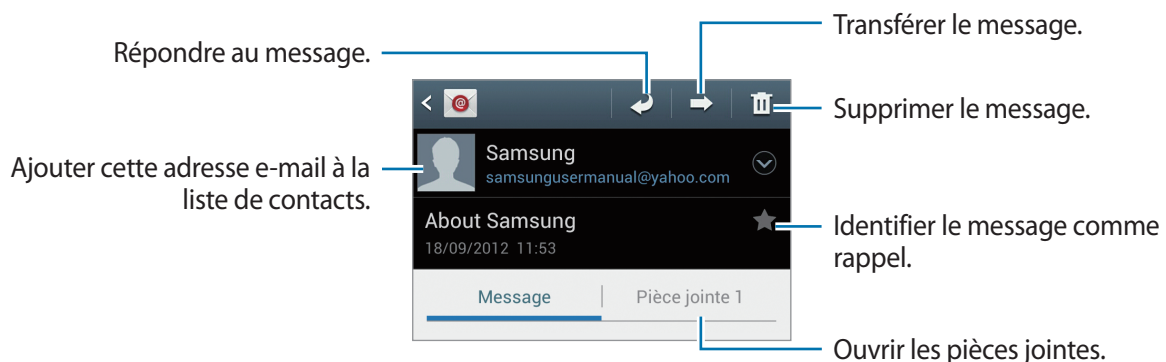 Transférer le message.
Répondre au message.
Supprimer le message.
Samsung
samsungusermanual@yahoo.com
Ajouter cette adresse e-mail à la
liste de contacts.
About Samsung
18/09/2012 11:53
Identifier le message comme
rappel.
Message
Pièce jointe 1
Ouvrir les pièces jointes.